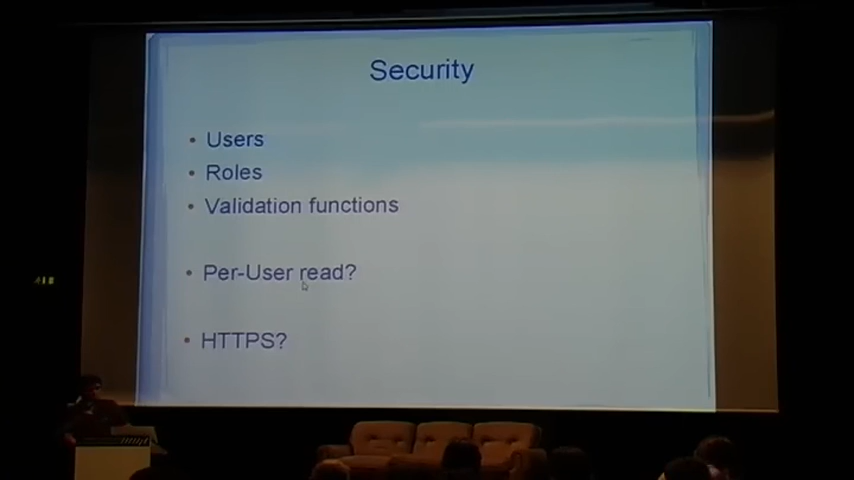 Security
• Users
• Roles
• Validation functions
• Per-User read?
• HTTPS?